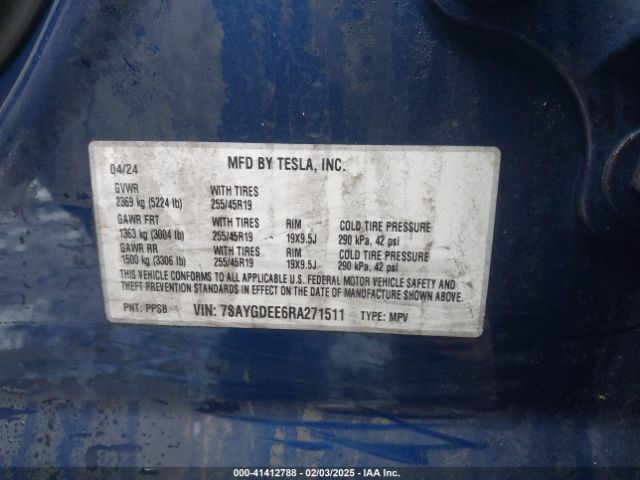 MFD BY TESLA, INC.
04/24
GVWR WITH TIRES
2369 kg (5224 lb) 255/45R19
GAWR FRT WITH TIRES RIM COLD TIRE PRESSURE
1363 kg (3004 lb) 255/45R19 19X9.5J 290 kPa, 42 psi
GAWR RR WITH TIRES RIM COLD TIRE PRESSURE
1500 kg (3306 lb) 255/45R19 19X9.5J 290 kPa, 42 psi
THIS VEHICLE CONFORMS TO ALL APPLICABLE U.S. FEDERAL MOTOR VEHICLE SAFETY AND
THEFT PREVENTION STANDARDS IN EFFECT ON THE DATE OF MANUFACTURE SHOWN ABOVE.
PNT: PPSB VIN: 7SAYGDEE6RA271511 TYPE: MPV
000-41412788 - 02/03/2025 - IAA Inc.